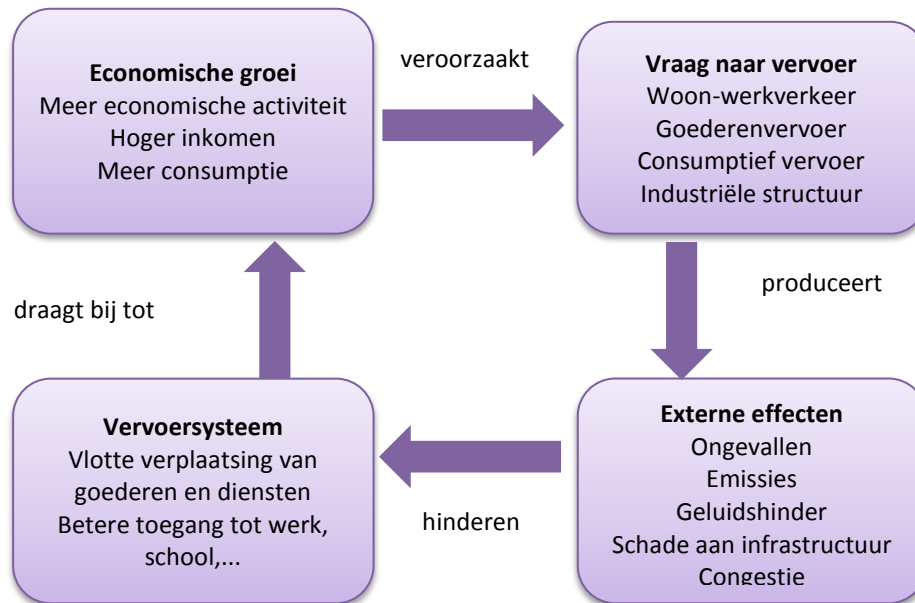 Economische groei
Meer economische activiteit
Hoger inkomen
Meer consumptie
veroorzaakt
Vraag naar vervoer
Woon-werkverkeer
Goederenvervoer
Consumptief vervoer
Industriële structuur
produceert
Externe effecten
Ongevallen
Emissies
Geluidshinder
Schade aan infrastructuur
Congestie
hinderen
Vervoersysteem
Vlotte verplaatsing van
goederen en diensten
Betere toegang tot werk,
school,...
draagt bij tot